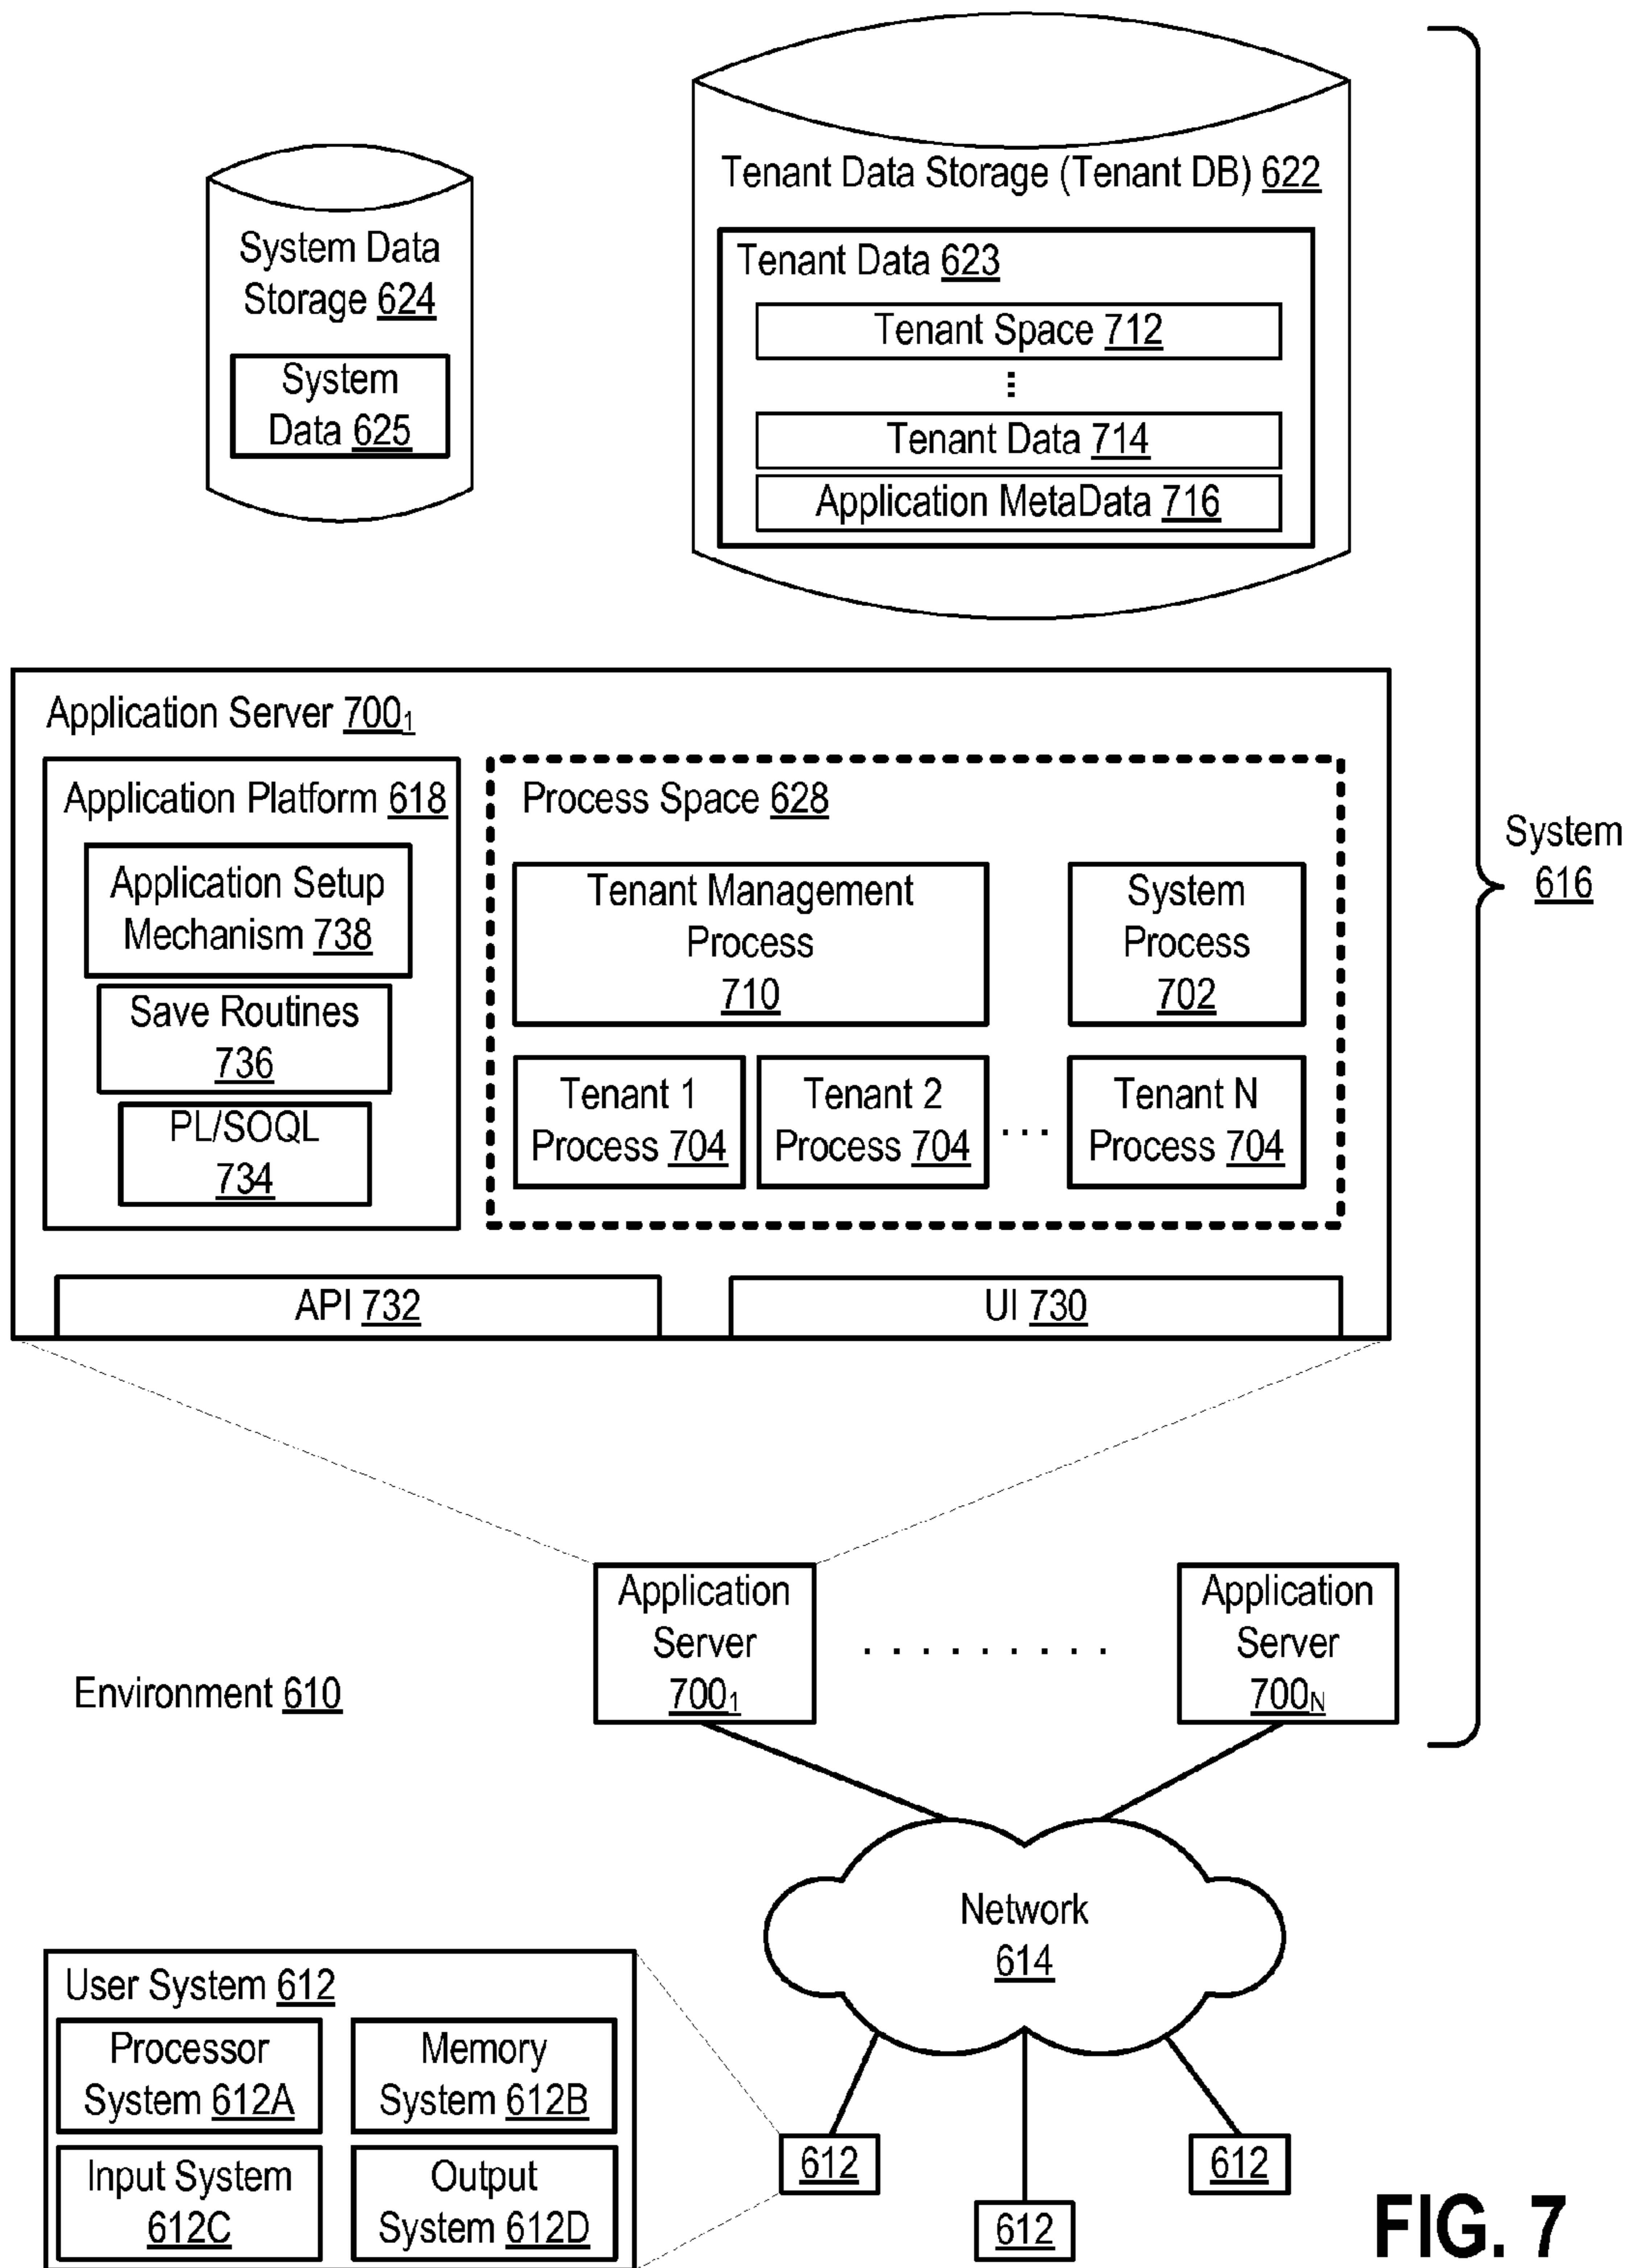 Tenant Data Storage (Tenant DB) 622
System Data
Storage 624
System
Data 625
Tenant Data 623
Tenant Space 712
⋮
Tenant Data 714
Application MetaData 716
Application Server 700₁
Application Platform 618
Application Setup
Mechanism 738
Save Routines
736
PL/SOQL
734
Process Space 628
Tenant Management
Process
710
System
Process
702
Tenant 1
Process 704
Tenant 2
Process 704
...
Tenant N
Process 704
API 732
UI 730
System
616
Application
Server
700₁
. . . . . . . . .
Application
Server
700N
Environment 610
Network
614
User System 612
Processor
System 612A
Memory
System 612B
Input System
612C
Output
System 612D
612
612
612
FIG. 7